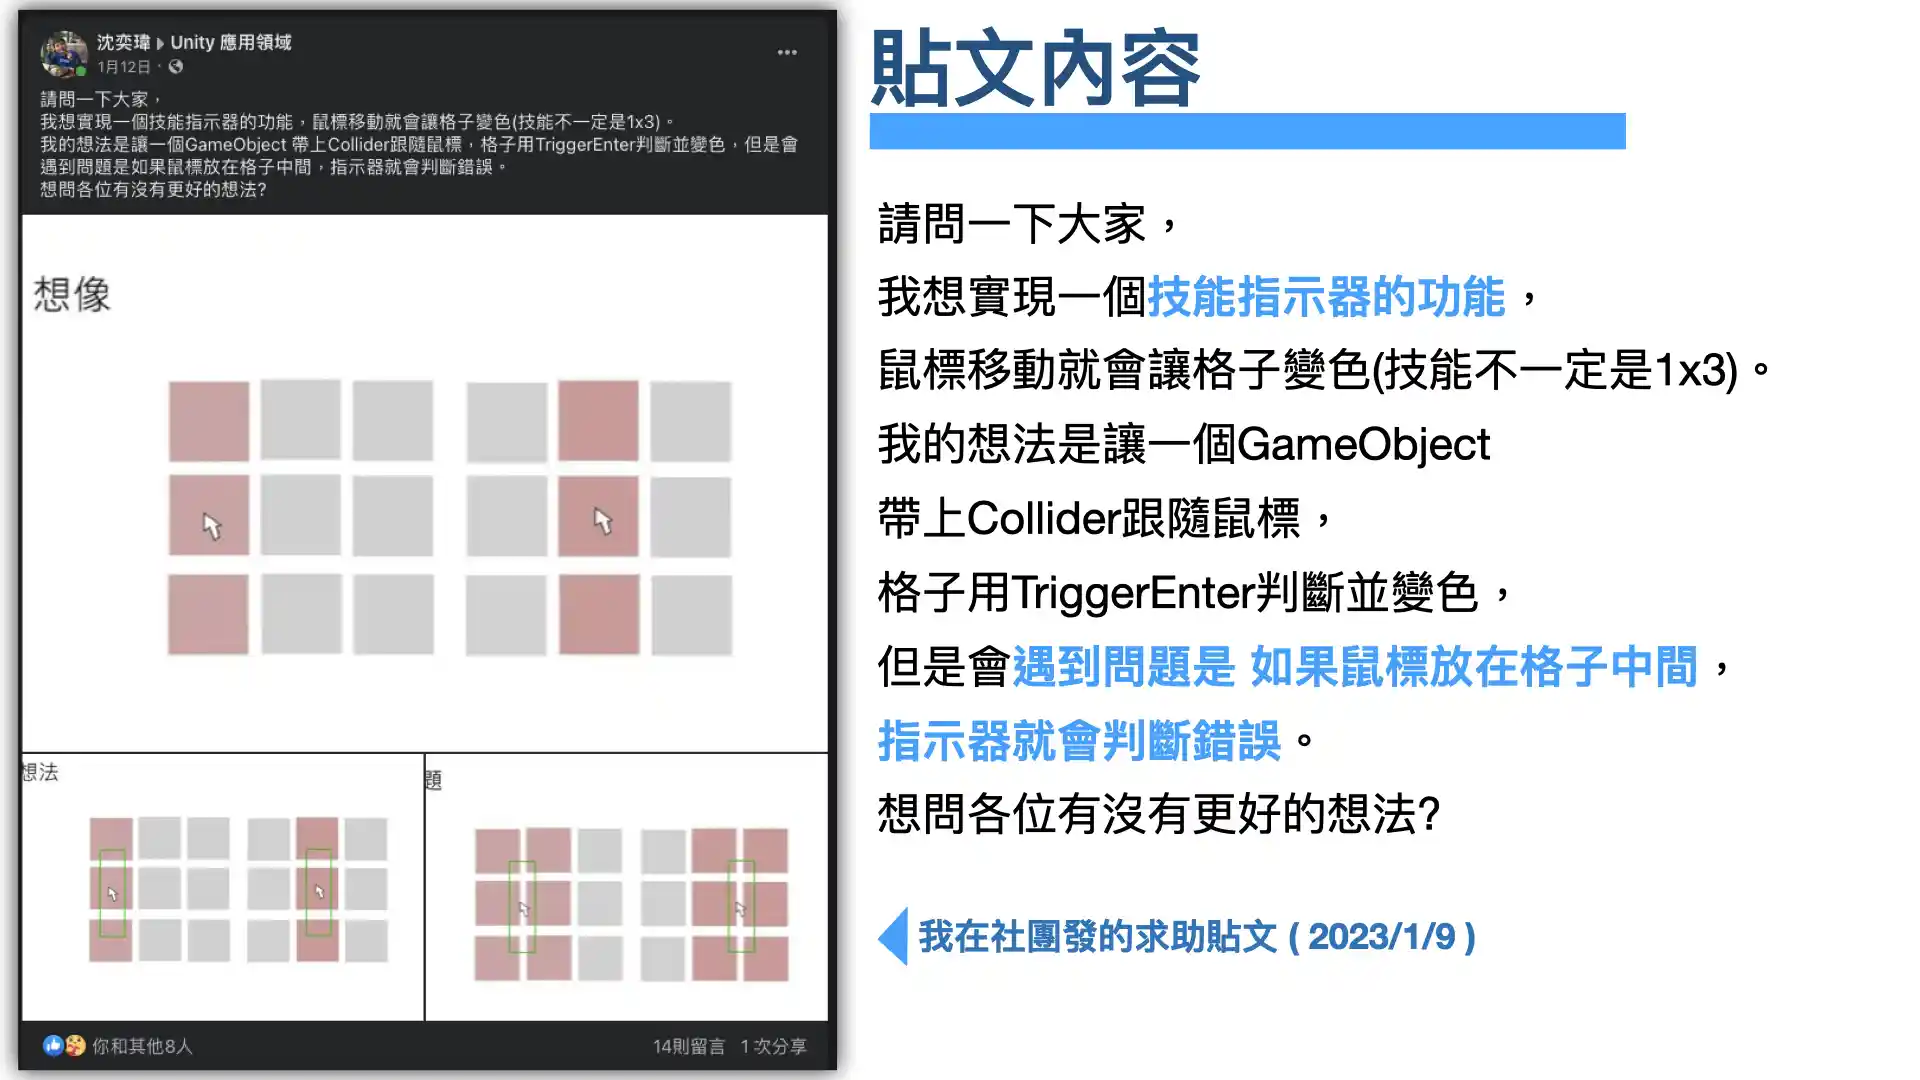 沈奕瑋 ▸ Unity 應用領域
1月12日 ·
請問一下大家，
我想實現一個技能指示器的功能，鼠標移動就會讓格子變色(技能不一定是1x3)。
我的想法是讓一個GameObject 帶上Collider跟隨鼠標，格子用TriggerEnter判斷並變色，但是會
遇到問題是如果鼠標放在格子中間，指示器就會判斷錯誤。
想問各位有沒有更好的想法?
想像
想法
題
你和其他8人
14則留言 1 次分享
貼文內容
請問一下大家，
我想實現一個技能指示器的功能，
鼠標移動就會讓格子變色(技能不一定是1x3)。
我的想法是讓一個GameObject
帶上Collider跟隨鼠標，
格子用TriggerEnter判斷並變色，
但是會遇到問題是 如果鼠標放在格子中間，
指示器就會判斷錯誤。
想問各位有沒有更好的想法?
我在社團發的求助貼文 ( 2023/1/9 )